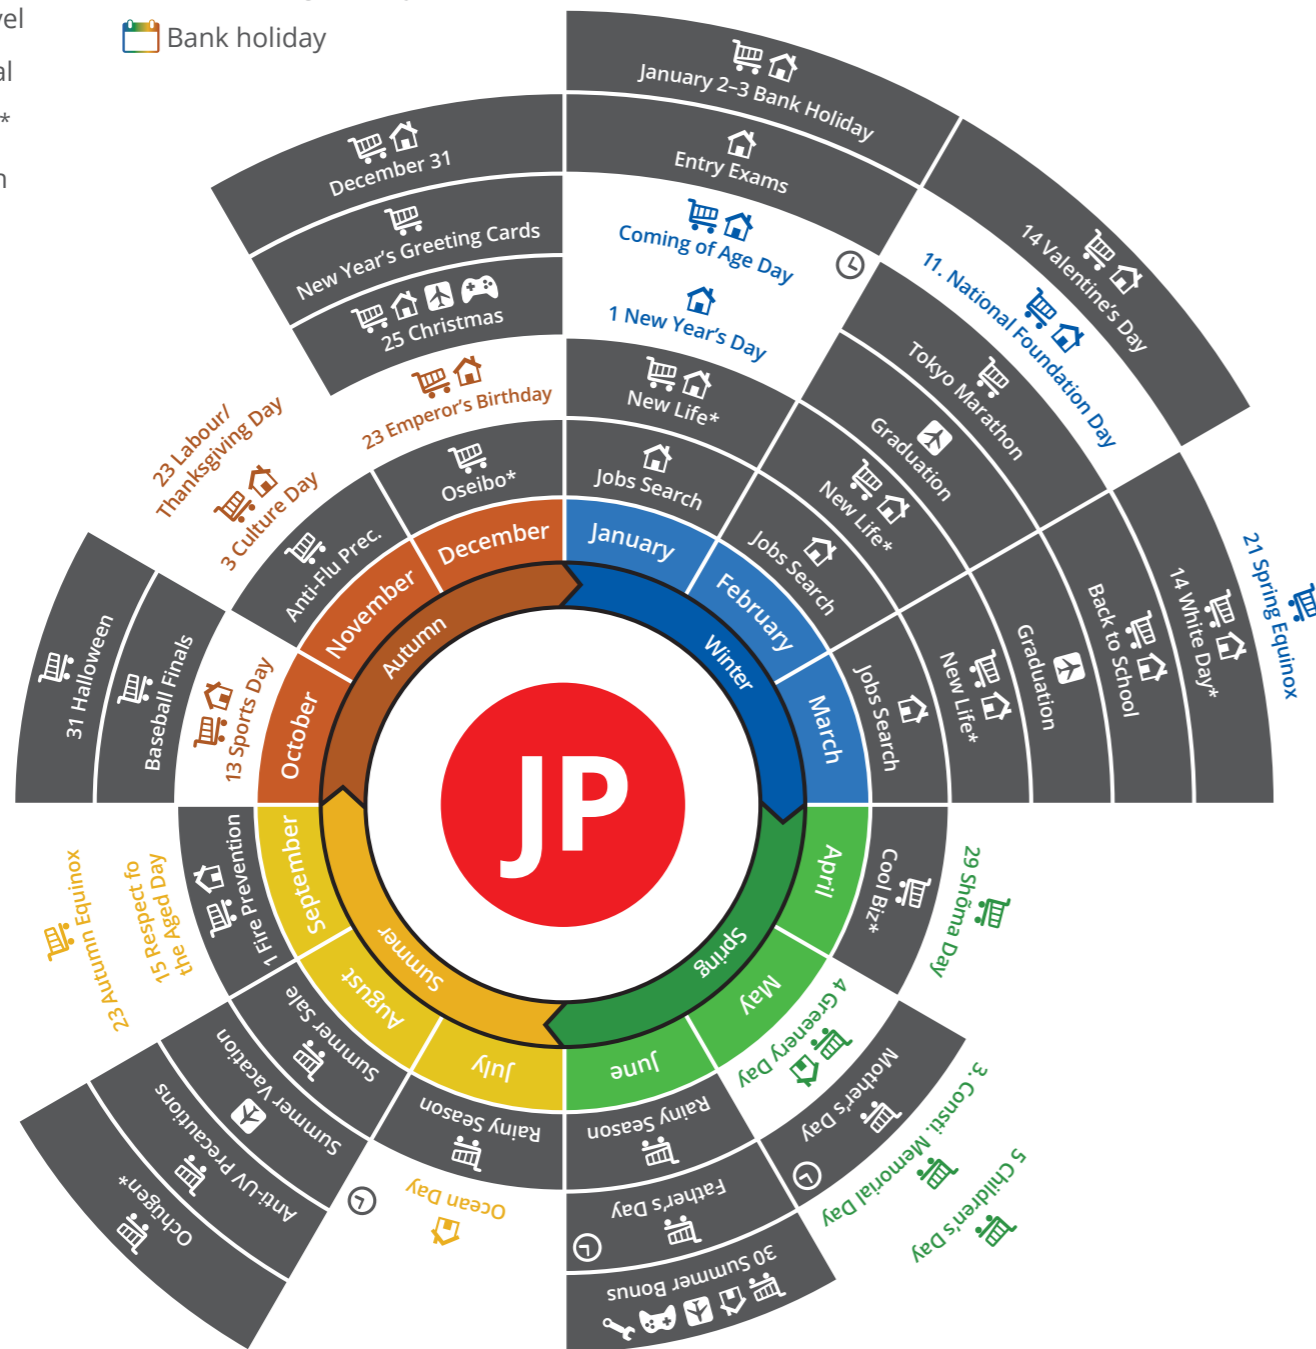 vel
al
*
n
Bank holiday
January 2–3 Bank Holiday
Entry Exams
Coming of Age Day
1 New Year's Day
New Life*
Jobs Search
January
14 Valentine's Day
11. National Foundation Day
Tokyo Marathon
Graduation
New Life*
Jobs Search
February
21 Spring Equinox
14 White Day*
Back to School
Graduation
New Life*
Jobs Search
March
Winter
April
Cool Biz*
29 Shōma Day
May
4 Greenery Day
Mother's Day
3. Consti. Memorial Day
5 Children's Day
June
Rainy Season
Father's Day
30 Summer Bonus
Spring
July
Rainy Season
Ocean Day
August
Summer Sale
Summer Vacation
Anti-UV Precautions
Ochūgen*
September
1 Fire Prevention
15 Respect fo
the Aged Day
23 Autumn Equinox
Summer
October
13 Sports Day
Baseball Finals
31 Halloween
November
Anti-Flu Prec.
3 Culture Day
23 Labour/
Thanksgiving Day
December
Oseibo*
23 Emperor's Birthday
25 Christmas
New Year's Greeting Cards
December 31
Autumn
JP